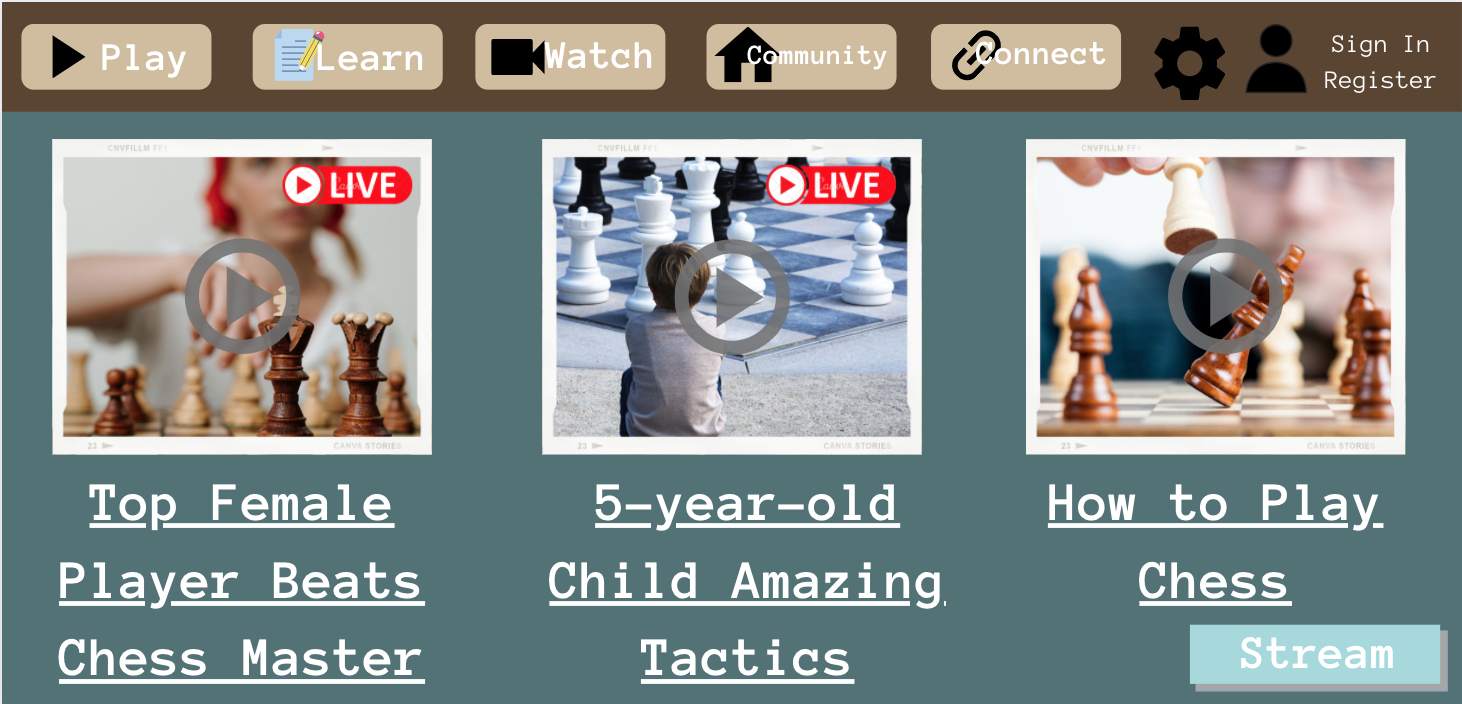 Play
Learn
Watch
Community
Connect
Sign In
Register
CNVFILLM FF1
CNVFILLM FF1
CNVFILLM FF1
LIVE
LIVE
23
CANVA STORIES
23
CANVA STORIES
23
CANVA STORIES
Top Female
Player Beats
Chess Master
5-year-old
Child Amazing
Tactics
How to Play
Chess
Stream